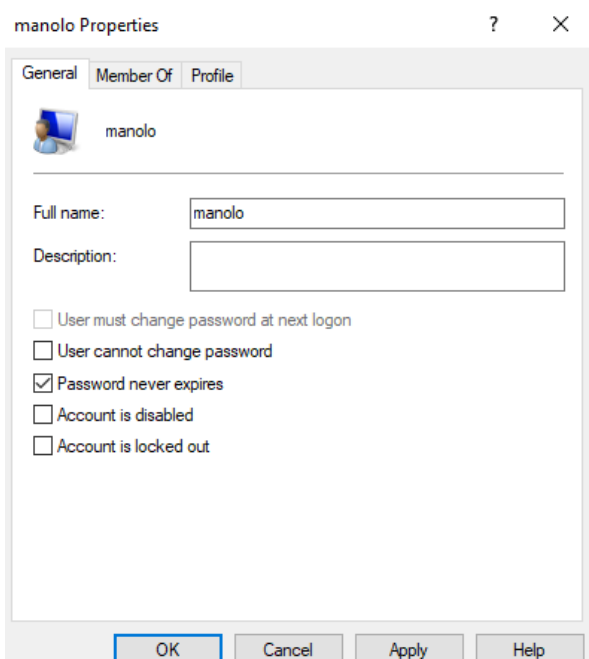 manolo Properties
?
General Member Of Profile
manolo
Full name: manolo
Description:
User must change password at next logon
User cannot change password
Password never expires
Account is disabled
Account is locked out
OK Cancel Apply Help